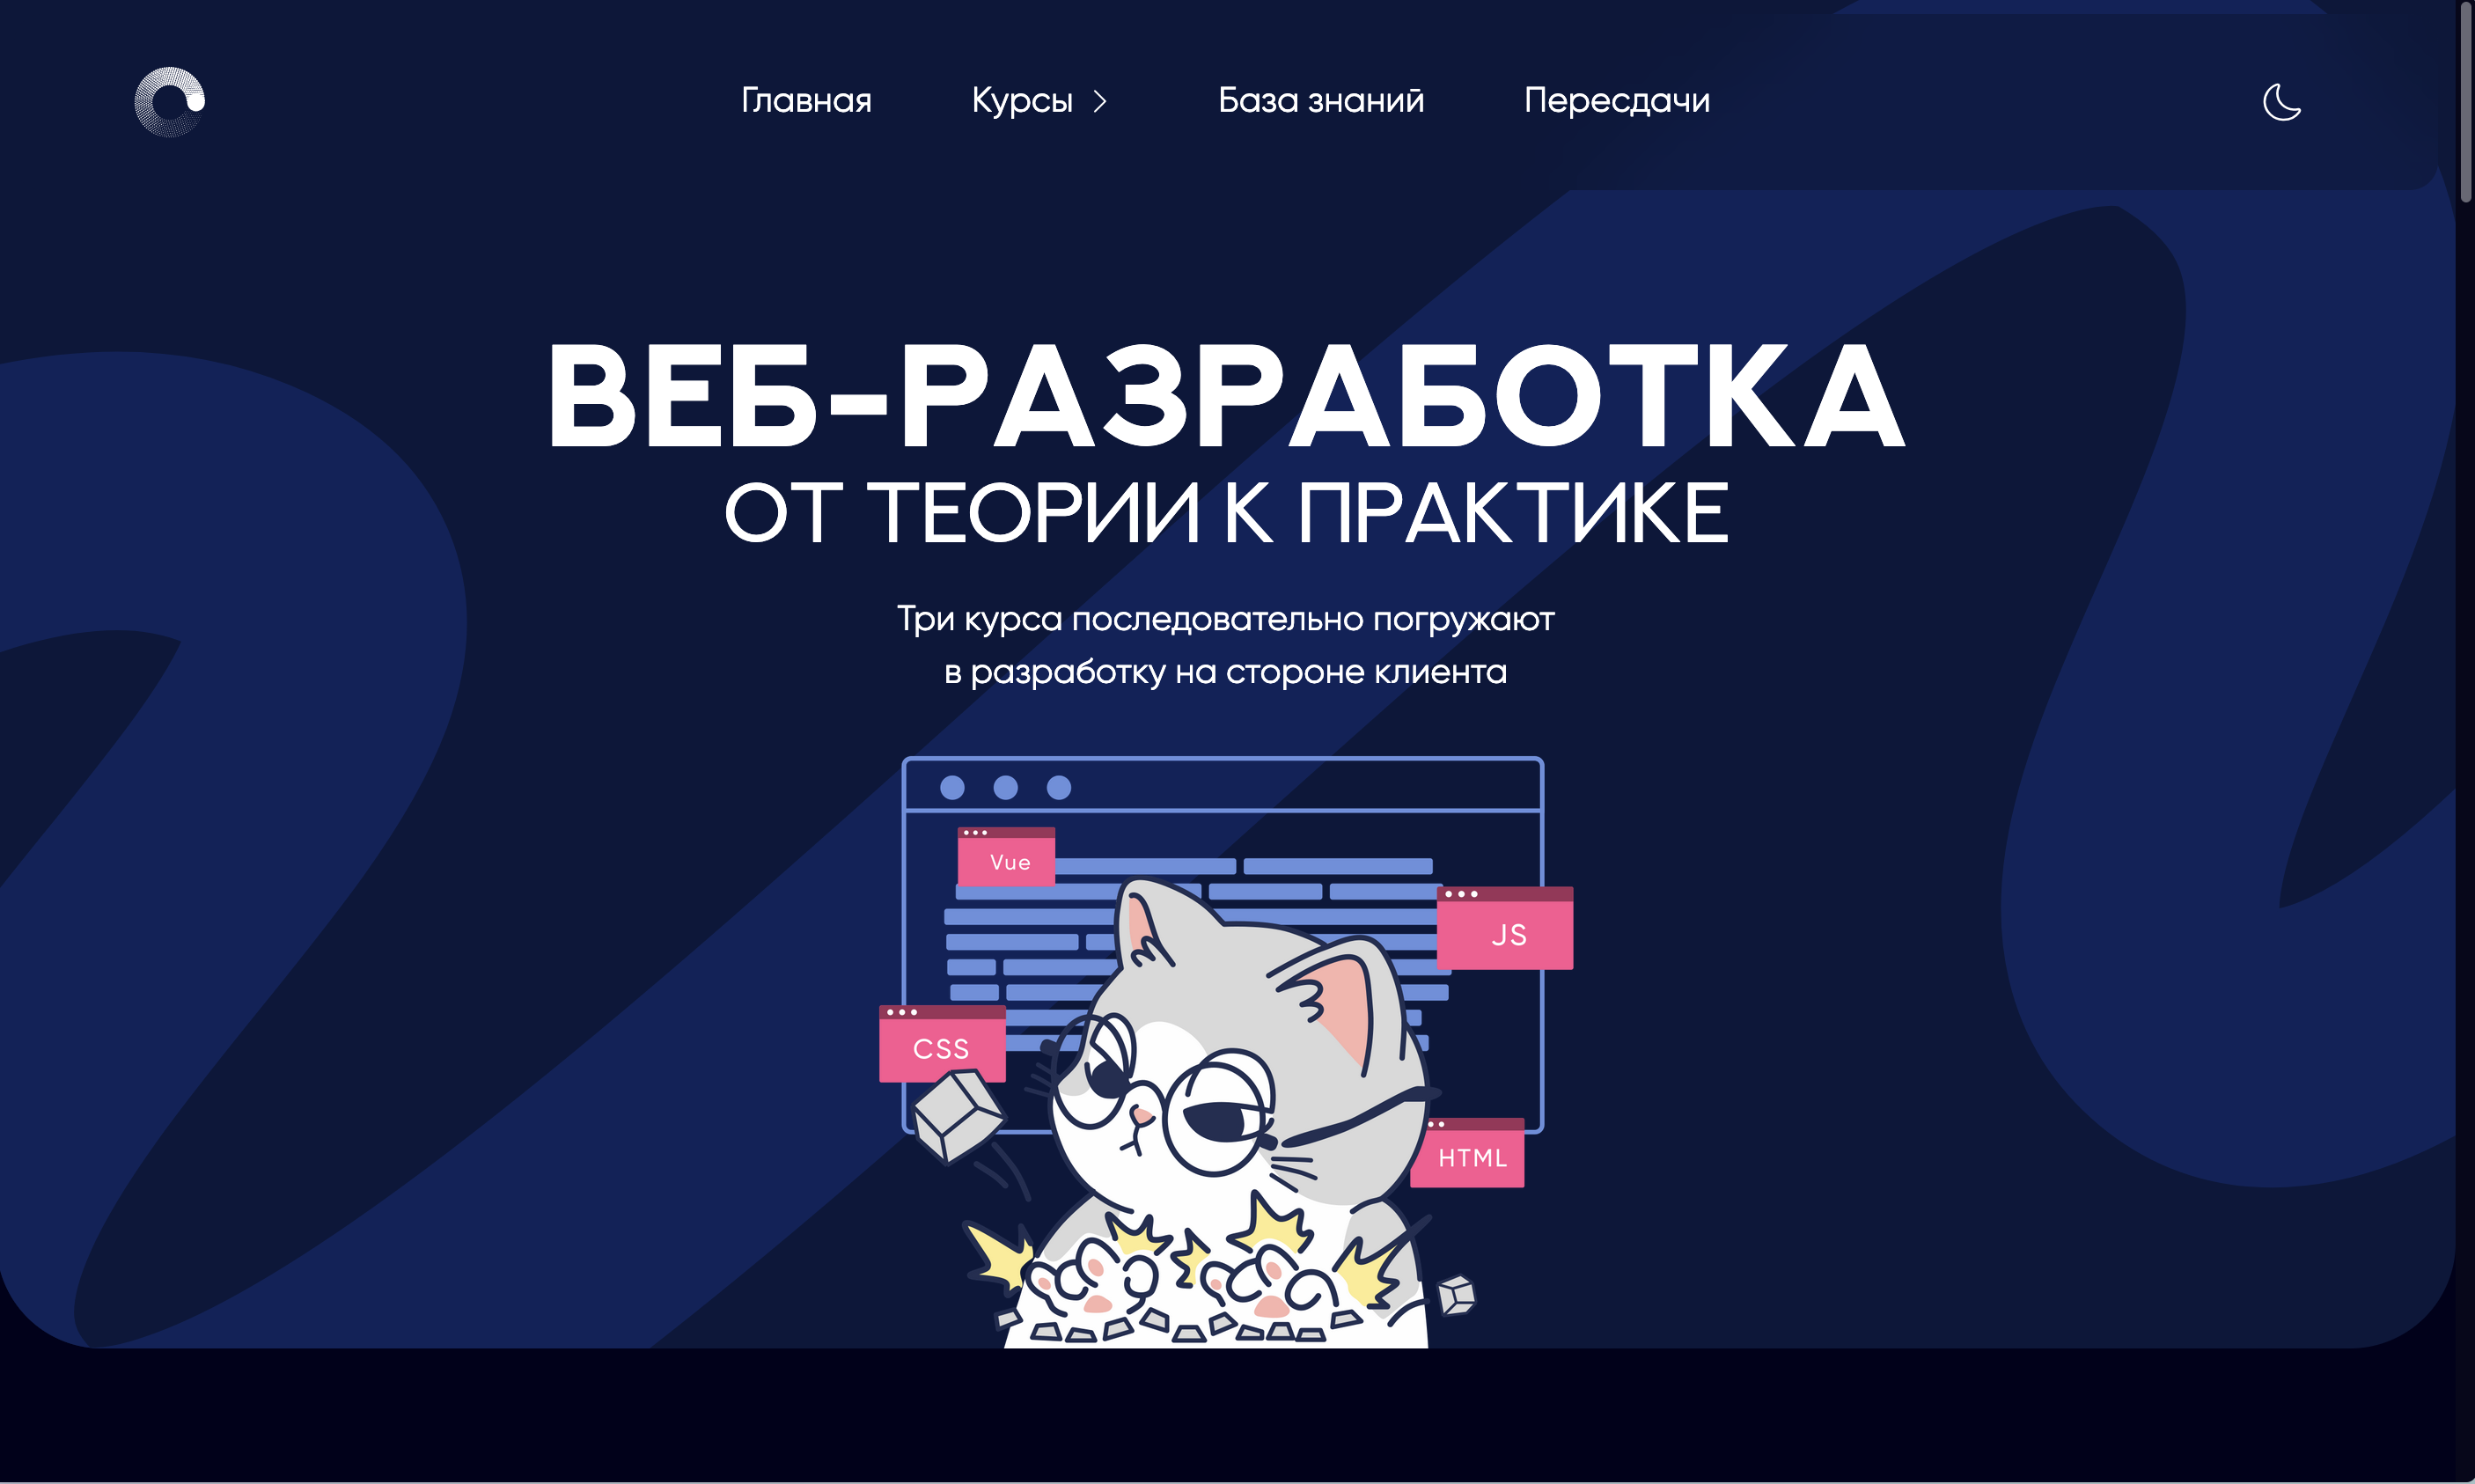 Главная Курсы База знаний Пересдачи
ВЕБ-РАЗРАБОТКА
ОТ ТЕОРИИ К ПРАКТИКЕ
Три курса последовательно погружают
в разработку на стороне клиента
Vue
JS
CSS
HTML